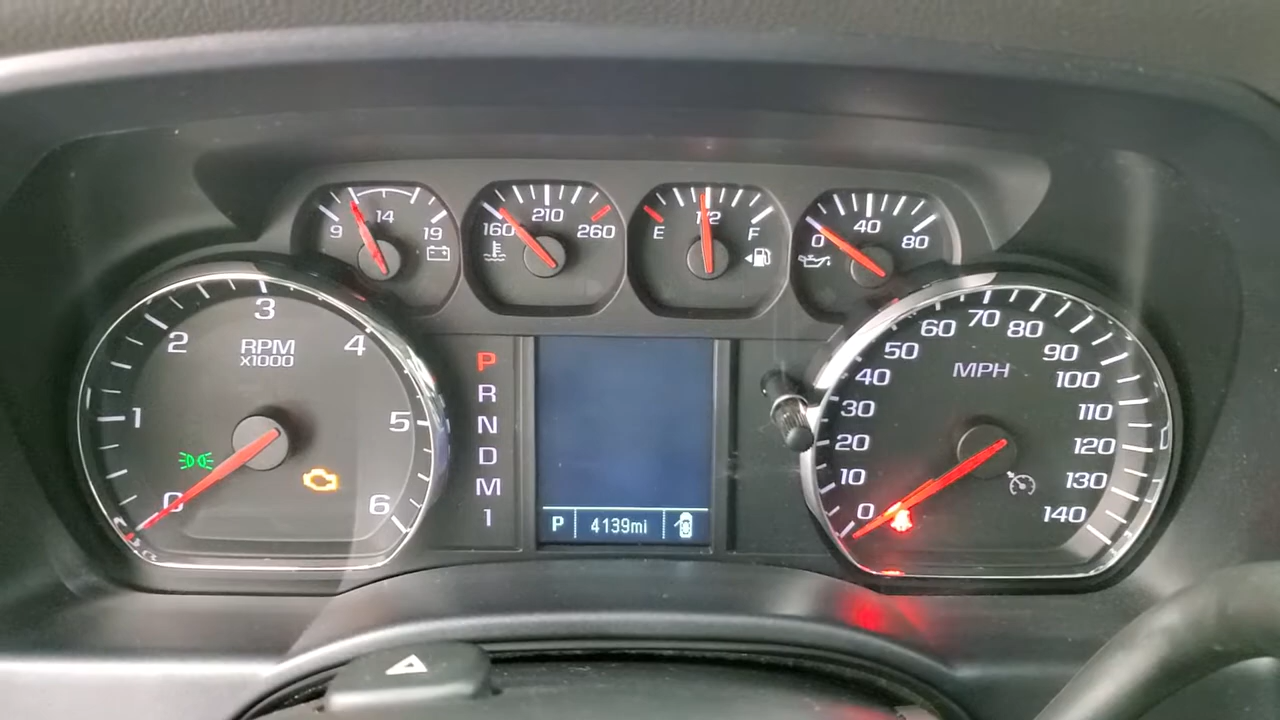 9 14 19
160 210 260
E 1/2 F
0 40 80
0 1 2 3 4 5 6
RPM
x1000
P
R
N
D
M
1
P 4139mi
0 10 20 30 40 50 60 70 80 90 100 110 120 130 140
MPH